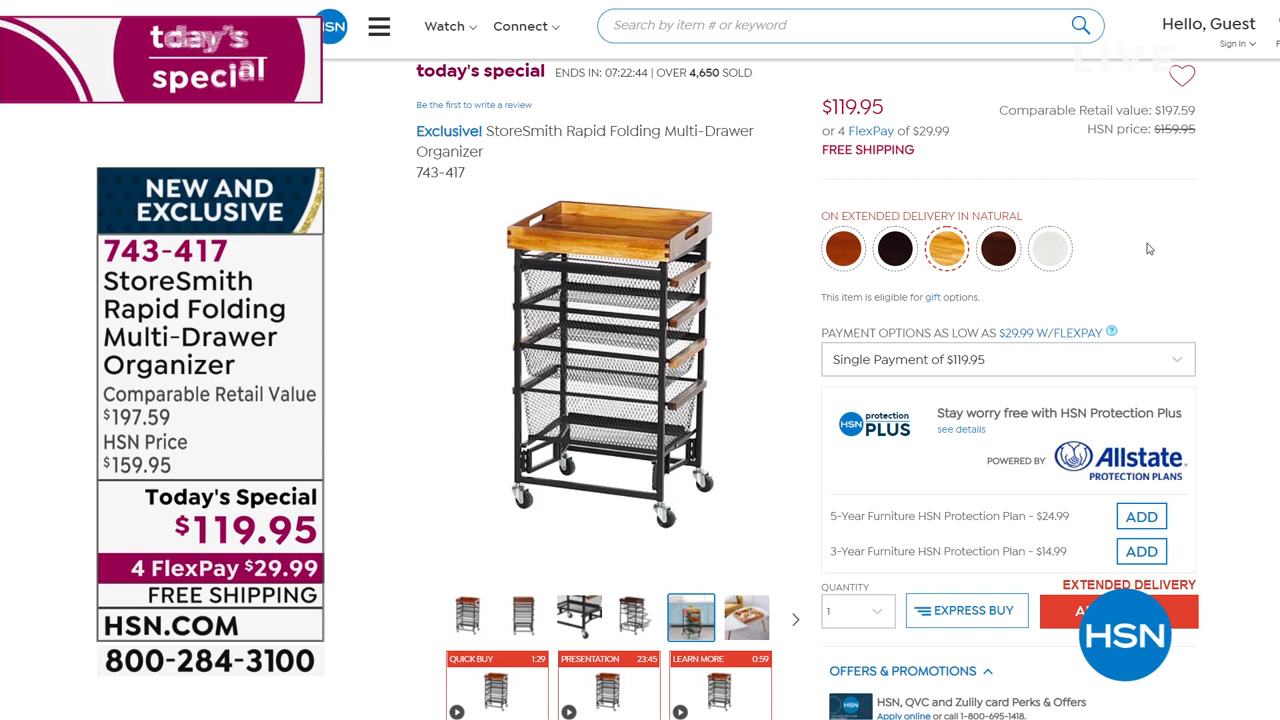 today's
special
HSN
Watch
Connect
Search by item # or keyword
Hello, Guest
Sign In
LIVE
today's special ENDS IN: 07:22:44 | OVER 4,650 SOLD
Be the first to write a review
Exclusive! StoreSmith Rapid Folding Multi-Drawer
Organizer
743-417
$119.95
or 4 FlexPay of $29.99
FREE SHIPPING
Comparable Retail value: $197.59
HSN price: $159.95
ON EXTENDED DELIVERY IN NATURAL
This item is eligible for gift options.
PAYMENT OPTIONS AS LOW AS $29.99 W/FLEXPAY ?
Single Payment of $119.95
HSN protection
PLUS
Stay worry free with HSN Protection Plus
see details
POWERED BY
Allstate
PROTECTION PLANS
5-Year Furniture HSN Protection Plan - $24.99
ADD
3-Year Furniture HSN Protection Plan - $14.99
ADD
QUANTITY
1
EXPRESS BUY
EXTENDED DELIVERY
HSN
OFFERS & PROMOTIONS
HSN
HSN, QVC and Zulily card Perks & Offers
Apply online or call 1-800-695-1418.
QUICK BUY 1:29
PRESENTATION 23:45
LEARN MORE 0:59
NEW AND
EXCLUSIVE
743-417
StoreSmith
Rapid Folding
Multi-Drawer
Organizer
Comparable Retail Value
$197.59
HSN Price
$159.95
Today's Special
$119.95
4 FlexPay $29.99
FREE SHIPPING
HSN.COM
800-284-3100